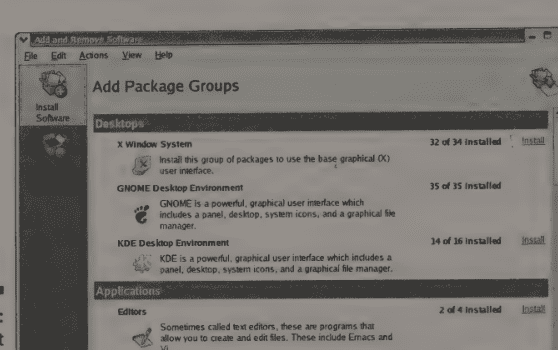 Add and Remove Software
File Edit Actions View Help
Install
Software
Add Package Groups
Desktops
X Window System 32 of 34 installed Install
Install this group of packages to use the base graphical (X)
user interface.
GNOME Desktop Environment 35 of 35 installed
GNOME is a powerful, graphical user interface which
includes a panel, desktop, system icons, and a graphical file
manager.
KDE Desktop Environment 14 of 16 installed Install
KDE is a powerful, graphical user interface which includes a
panel, desktop, system icons, and a graphical file manager.
Applications
Editors 2 of 4 installed Install
Sometimes called text editors, these are programs that
allow you to create and edit files. These include Emacs and
Vi.